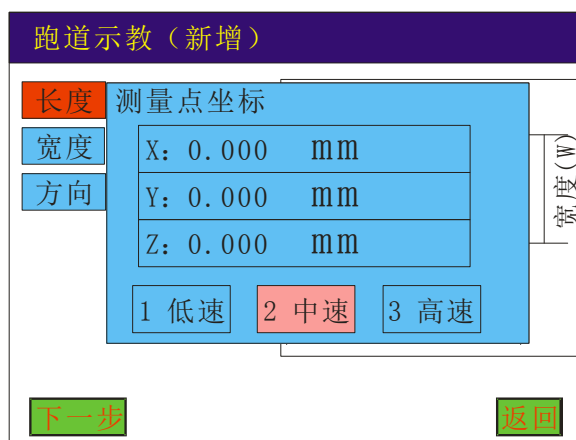 跑道示教（新增）
长度
宽度
方向
测量点坐标
X: 0.000 mm
Y: 0.000 mm
Z: 0.000 mm
1 低速
2 中速
3 高速
宽度(W)
下一步
返回